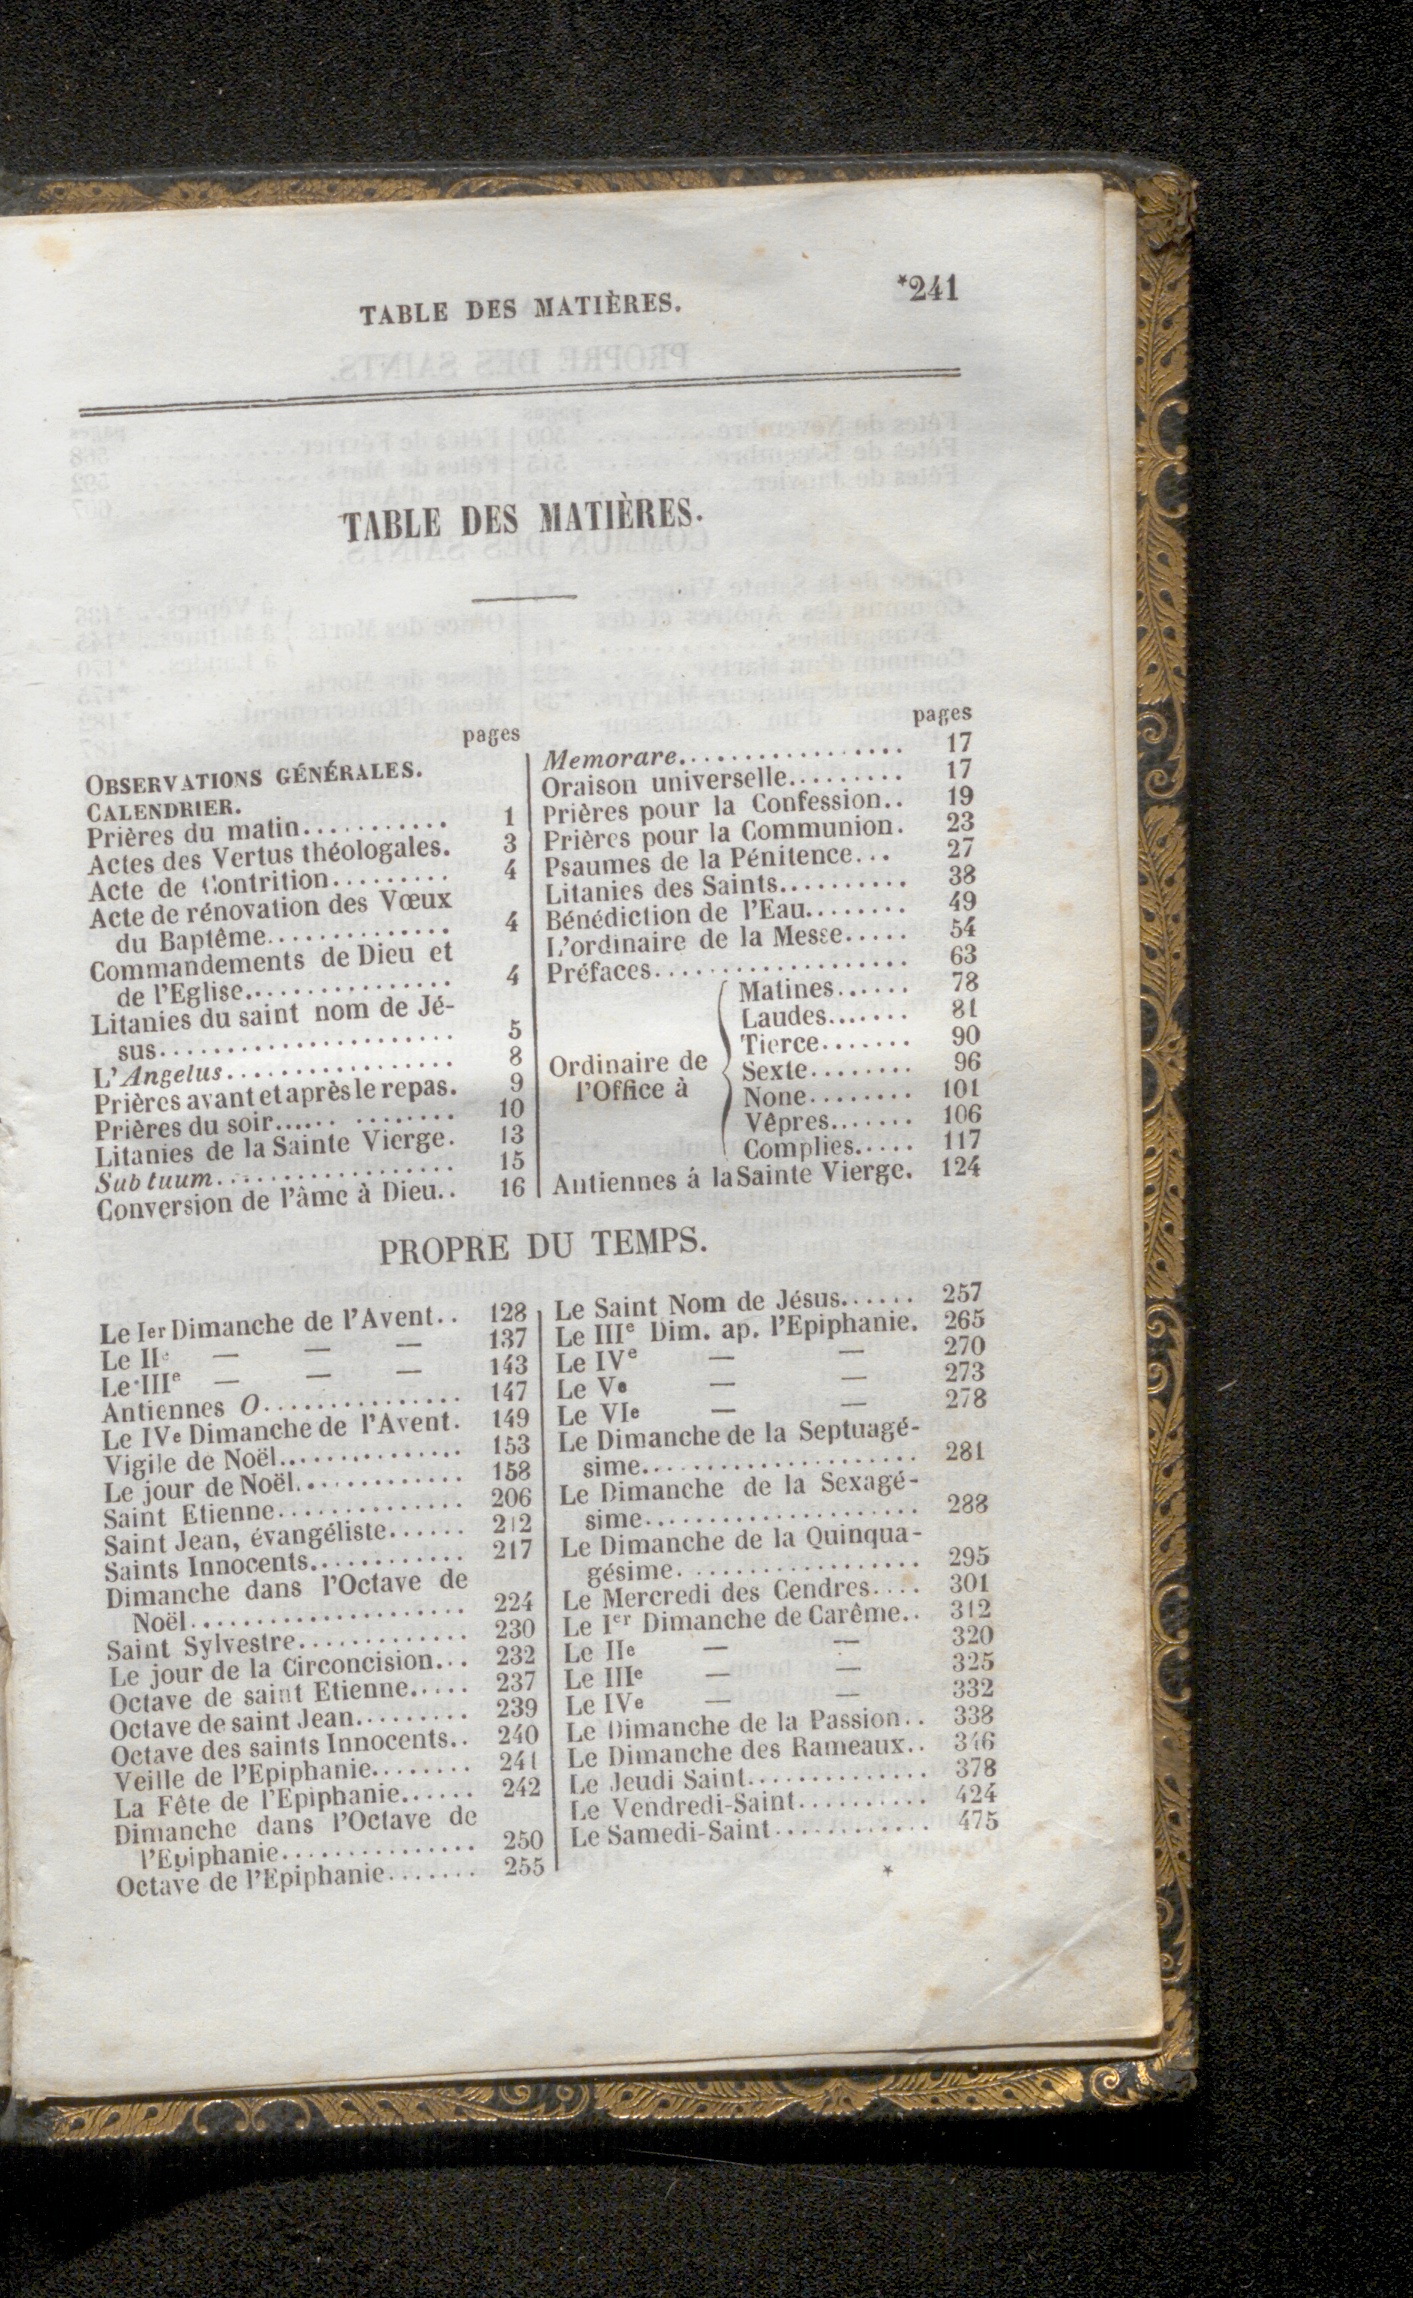 TABLE DES MATIÈRES.
*241
TABLE DES MATIÈRES.
pages
OBSERVATIONS GÉNÉRALES.
CALENDRIER.
Prières du matin........... 1
Actes des Vertus théologales. 3
Acte de Contrition......... 4
Acte de rénovation des Vœux
du Baptême.............. 4
Commandements de Dieu et
de l'Eglise................ 4
Litanies du saint nom de Jé-
sus...................... 5
L'Angelus.................. 8
Prières avant et après le repas. 9
Prières du soir...... ........ 10
Litanies de la Sainte Vierge. 13
Sub tuum.................. 15
Conversion de l'âme à Dieu.. 16
pages
Memorare................. 17
Oraison universelle......... 17
Prières pour la Confession.. 19
Prières pour la Communion. 23
Psaumes de la Pénitence... 27
Litanies des Saints.......... 38
Bénédiction de l'Eau........ 49
L'ordinaire de la Messe..... 54
Préfaces................... 63
Ordinaire de
l'Office à
Matines...... 78
Laudes....... 81
Tierce....... 90
Sexte........ 96
None........ 101
Vêpres....... 106
Complies..... 117
Antiennes á la Sainte Vierge. 124
PROPRE DU TEMPS.
Le Ier Dimanche de l'Avent.. 128
Le IIe — — — 137
Le IIIe — — — 143
Antiennes O............... 147
Le IVe Dimanche de l'Avent. 149
Vigile de Noël.............. 153
Le jour de Noël............. 158
Saint Etienne.............. 206
Saint Jean, évangéliste...... 212
Saints Innocents............ 217
Dimanche dans l'Octave de
Noël..................... 224
Saint Sylvestre............. 230
Le jour de la Circoncision... 232
Octave de saint Etienne..... 237
Octave de saint Jean......... 239
Octave des saints Innocents.. 240
Veille de l'Epiphanie........ 241
La Fête de l'Epiphanie...... 242
Dimanche dans l'Octave de
l'Epiphanie............... 250
Octave de l'Epiphanie....... 255
Le Saint Nom de Jésus...... 257
Le IIIe Dim. ap. l'Epiphanie. 265
Le IVe — — 270
Le Ve — — 273
Le VIe — — 278
Le Dimanche de la Septuagé-
sime..................... 281
Le Dimanche de la Sexagé-
sime..................... 288
Le Dimanche de la Quinqua-
gésime.................. 295
Le Mercredi des Cendres.... 301
Le Ier Dimanche de Carême.. 312
Le IIe — — 320
Le IIIe — — 325
Le IVe — — 332
Le Dimanche de la Passion.. 338
Le Dimanche des Rameaux.. 346
Le Jeudi Saint.............. 378
Le Vendredi-Saint.......... 424
Le Samedi-Saint............ 475
*